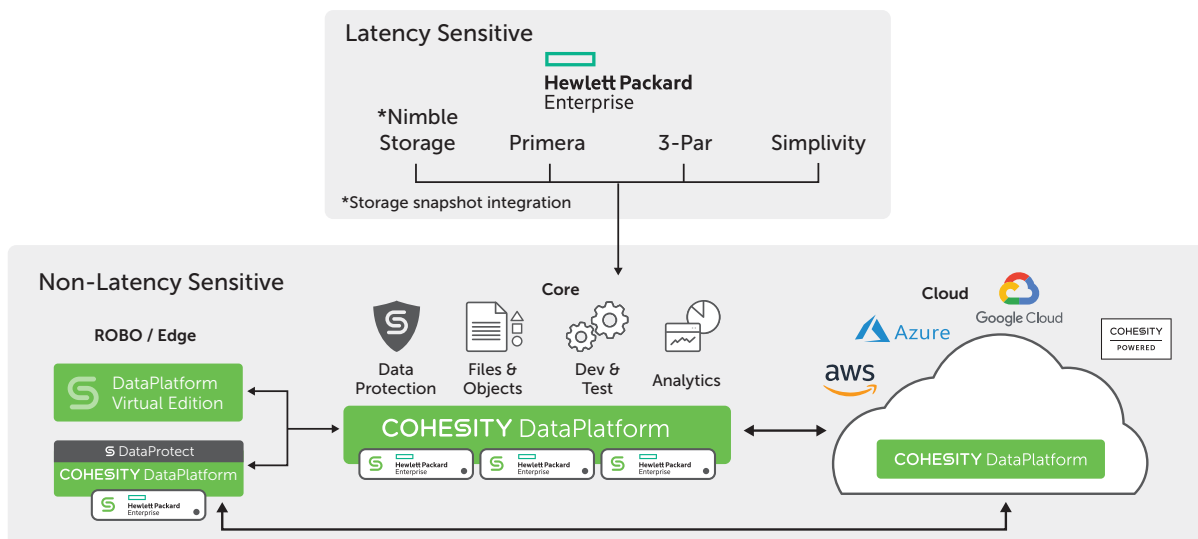 Latency Sensitive
Hewlett Packard
Enterprise
*Nimble
Storage
Primera
3-Par
Simplivity
*Storage snapshot integration
Non-Latency Sensitive
ROBO / Edge
DataPlatform
Virtual Edition
DataProtect
COHESITY DataPlatform
Hewlett Packard
Enterprise
Core
Data
Protection
Files &
Objects
Dev &
Test
Analytics
COHESITY DataPlatform
Hewlett Packard
Enterprise
Hewlett Packard
Enterprise
Hewlett Packard
Enterprise
Cloud
Google Cloud
Azure
aws
COHESITY
POWERED
COHESITY DataPlatform